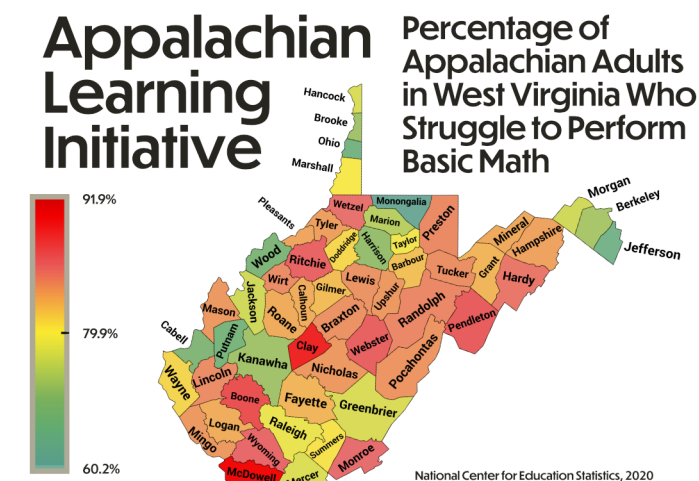 Appalachian
Learning
Initiative
Percentage of
Appalachian Adults
in West Virginia Who
Struggle to Perform
Basic Math
91.9%
79.9%
60.2%
Hancock
Brooke
Ohio
Marshall
Wetzel
Monongalia
Morgan
Berkeley
Jefferson
Pleasants
Tyler
Marion
Preston
Mineral
Hampshire
Wood
Ritchie
Doddridge
Harrison
Taylor
Barbour
Tucker
Grant
Hardy
Wirt
Jackson
Calhoun
Gilmer
Lewis
Upshur
Randolph
Pendleton
Mason
Roane
Braxton
Webster
Pocahontas
Cabell
Putnam
Kanawha
Clay
Nicholas
Wayne
Lincoln
Boone
Fayette
Greenbrier
Logan
Raleigh
Mingo
Wyoming
Summers
Monroe
McDowell
Mercer
National Center for Education Statistics, 2020